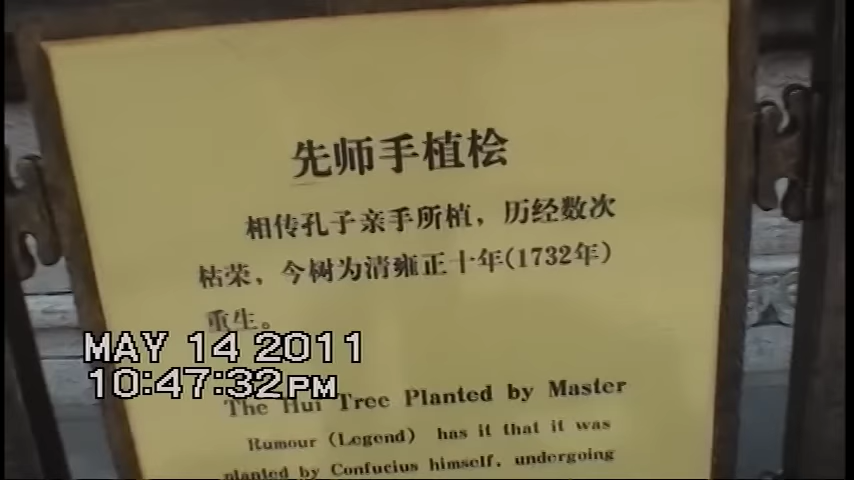 先师手植桧
相传孔子亲手所植，历经数次
枯荣，今树为清雍正十年(1732年)
重生。
MAY 14 2011
10:47:32PM
The Hui Tree Planted by Master
Rumour (Legend) has it that it was
planted by Confucius himself. undergoing